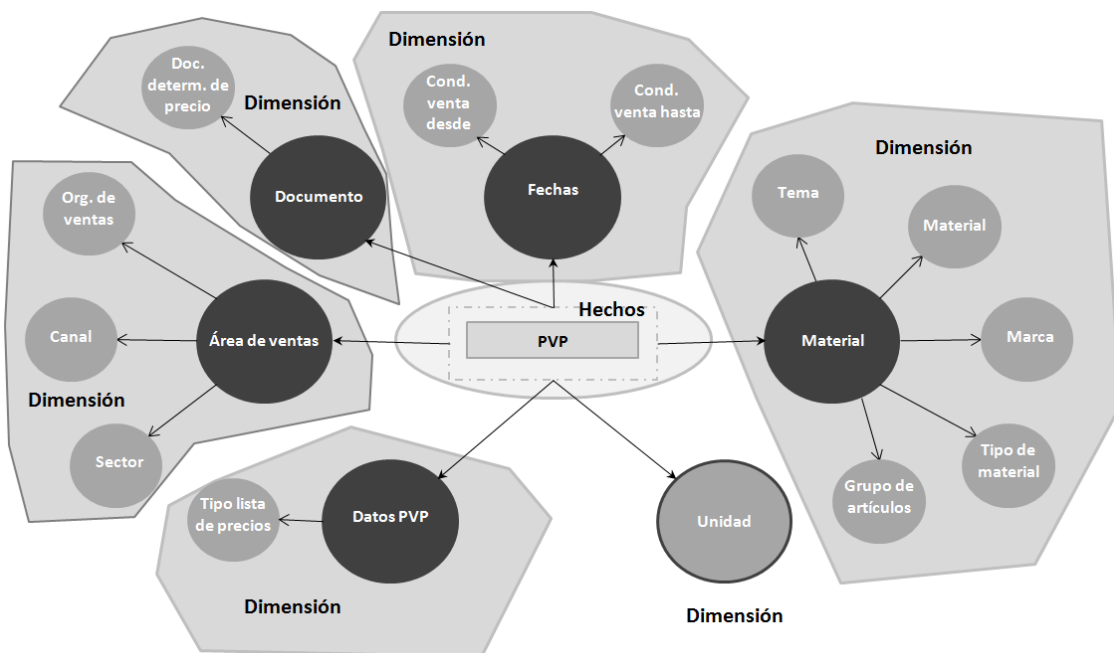 Doc.
determ. de
precio
Dimensión
Documento
Dimensión
Cond.
venta
desde
Cond.
venta hasta
Fechas
Dimensión
Tema
Material
Marca
Material
Tipo de
material
Grupo de
artículos
Org. de
ventas
Canal
Área de ventas
Dimensión
Sector
Hechos
PVP
Tipo lista
de precios
Datos PVP
Dimensión
Unidad
Dimensión